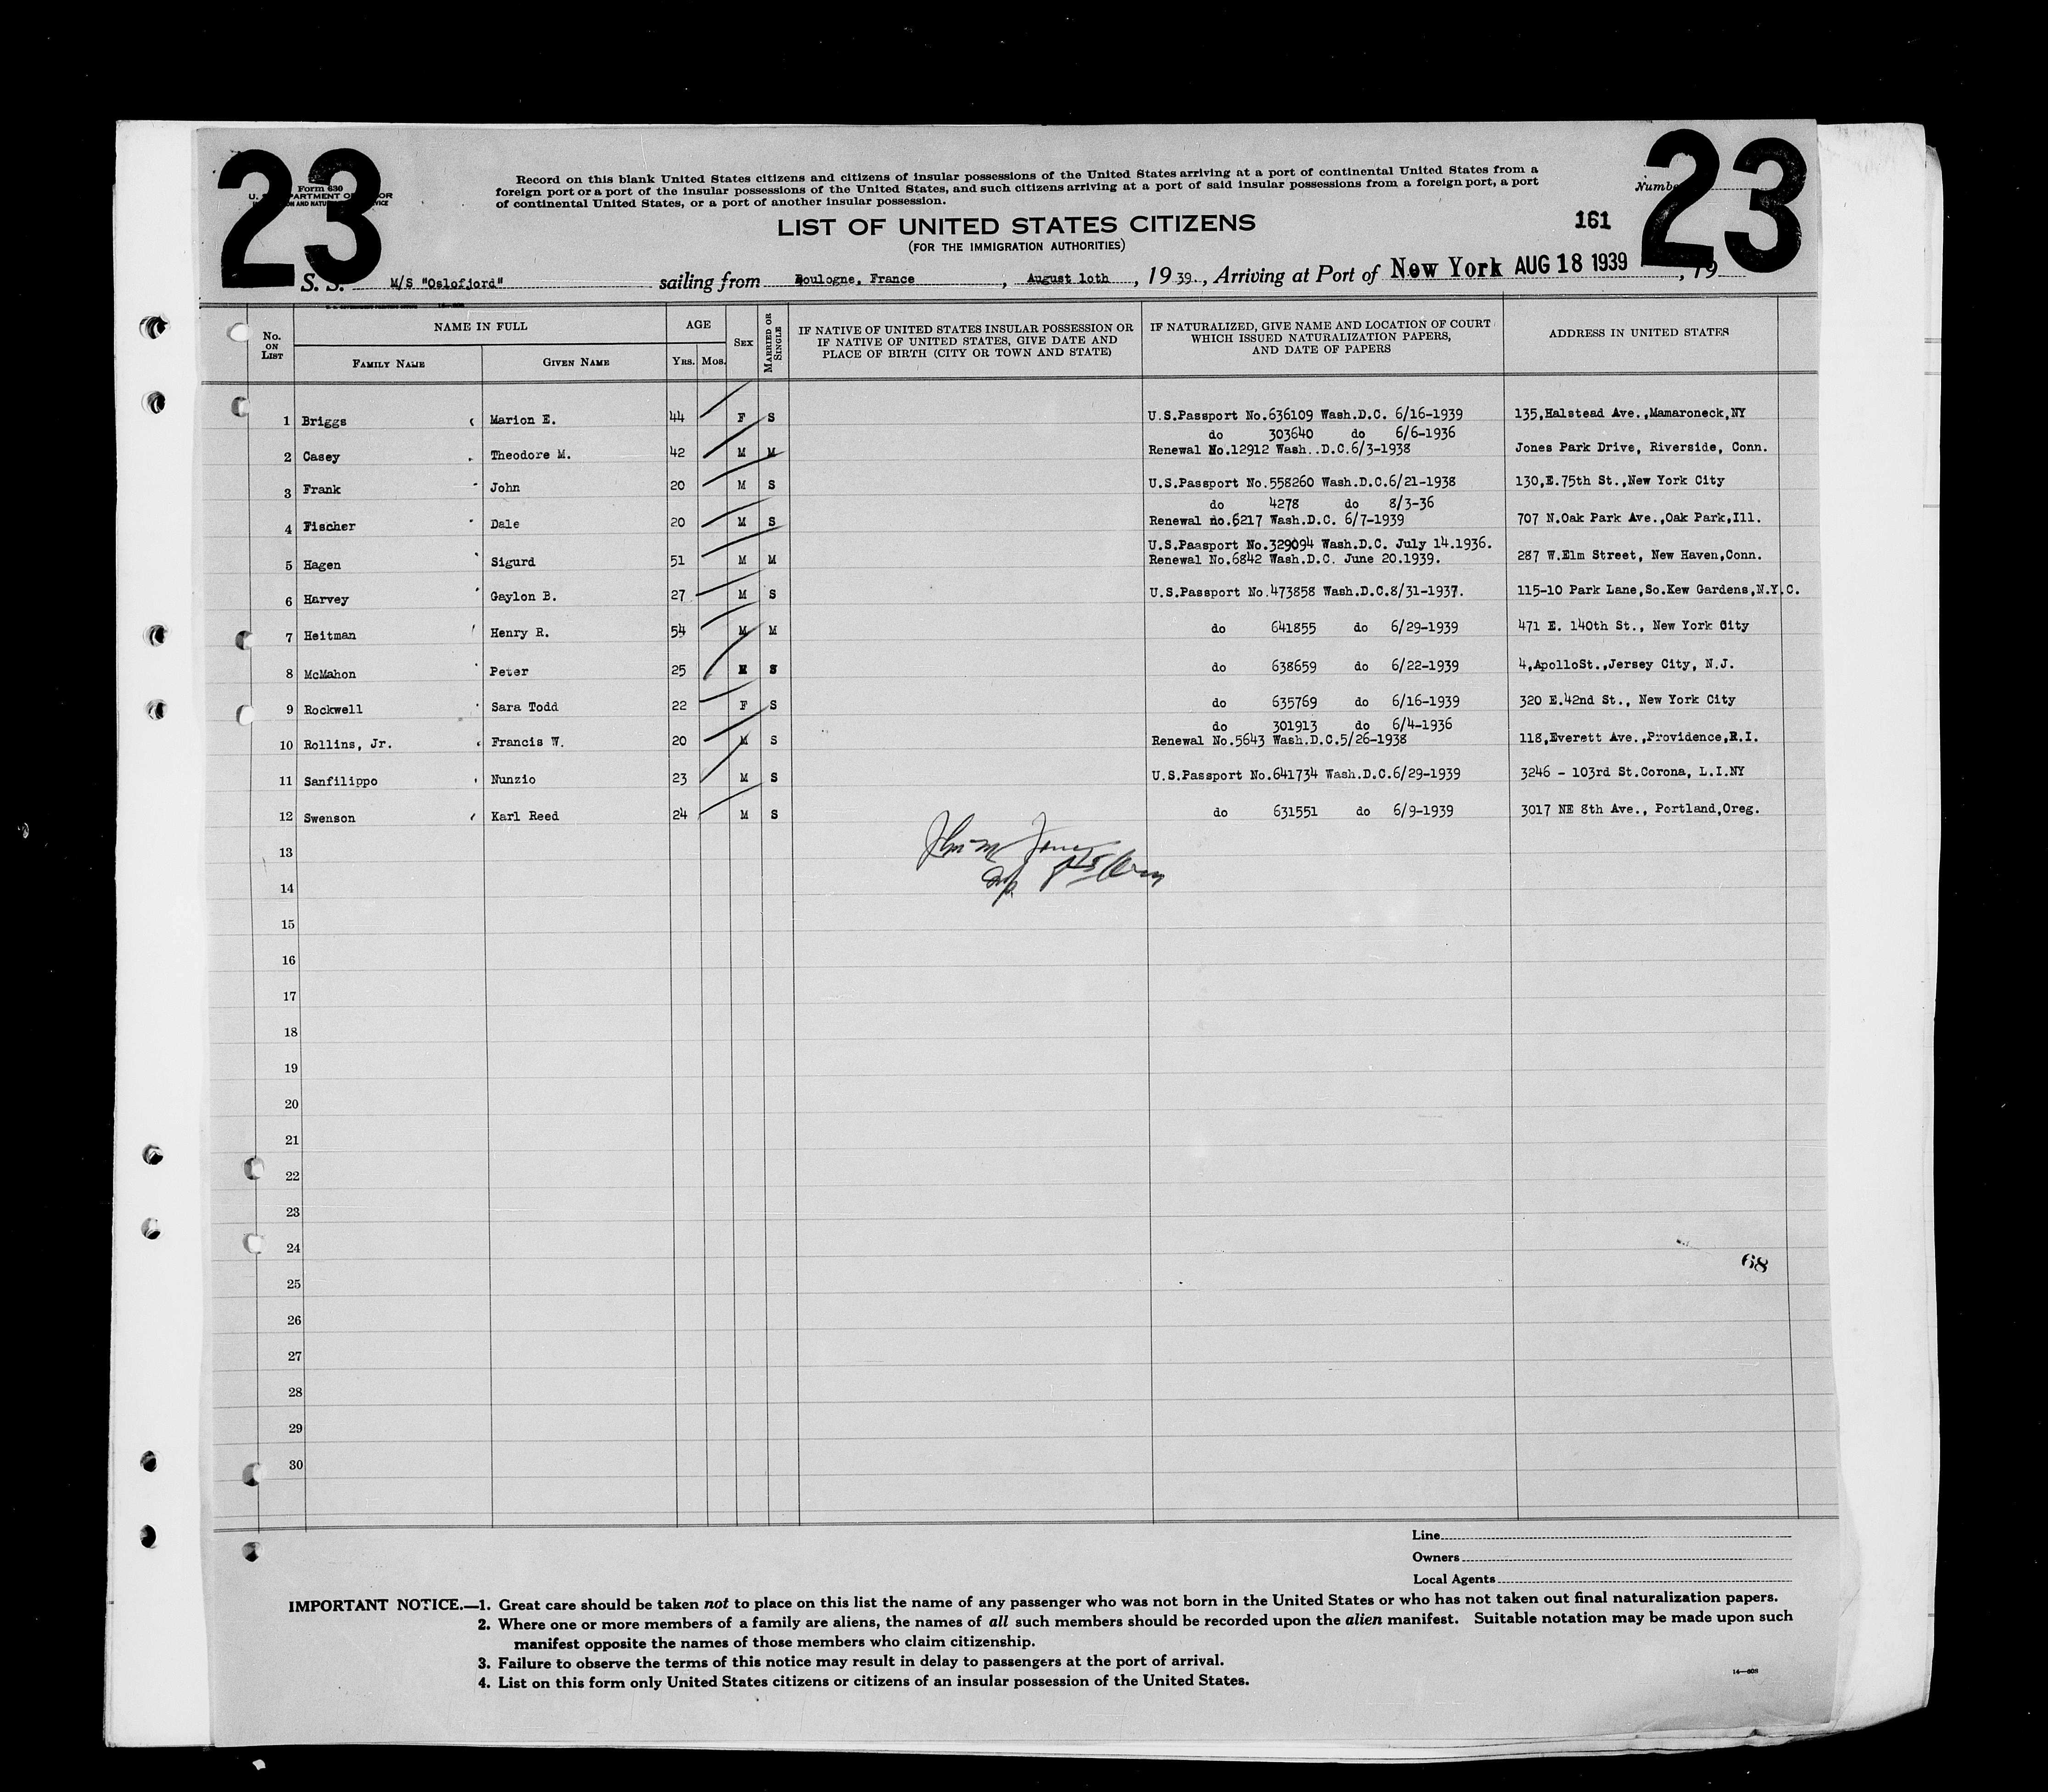 23
23
Form 630
Record on this blank United States citizens and citizens of insular possessions of the United States arriving at a port of continental United States from a
foreign port or a port of the insular possessions of the United States, and such citizens arriving at a port of said insular possessions from a foreign port, a port
of continental United States, or a port of another insular possession.
LIST OF UNITED STATES CITIZENS
(FOR THE IMMIGRATION AUTHORITIES)
161
S. S. M/S "Oslofjord" sailing from Boulogne, France, August 1oth, 19 39., Arriving at Port of New York AUG 18 1939, 19
No. ON LIST NAME IN FULL AGE SEX MARRIED OR SINGLE IF NATIVE OF UNITED STATES INSULAR POSSESSION OR IF NATIVE OF UNITED STATES, GIVE DATE AND PLACE OF BIRTH (CITY OR TOWN AND STATE) IF NATURALIZED, GIVE NAME AND LOCATION OF COURT WHICH ISSUED NATURALIZATION PAPERS, AND DATE OF PAPERS ADDRESS IN UNITED STATES
FAMILY NAME GIVEN NAME YRS. MOS.
1 Briggs Marion E. 44 F S U.S.Passport No.636109 Wash.D.C. 6/16-1939 135,Halstead Ave.,Mamaroneck,NY
do 303640 do 6/6-1936
2 Casey Theodore M. 42 M M Renewal No.12912 Wash..D.C.6/3-1938 Jones Park Drive, Riverside, Conn.
3 Frank John 20 M S U.S.Passport No.558260 Wash.D.C.6/21-1938 130,E.75th St.,New York City
do 4278 do 8/3-36
4 Fischer Dale 20 M S Renewal no.6217 Wash.D.C. 6/7-1939 707 N.Oak Park Ave.,Oak Park,Ill.
U.S.Paasport No.329094 Wash.D.C. July 14.1936.
5 Hagen Sigurd 51 M M Renewal No.6842 Wash.D.C. June 20.1939. 287 W.Elm Street, New Haven,Conn.
6 Harvey Gaylon B. 27 M S U.S.Passport No.473858 Wash.D.C.8/31-1937. 115-10 Park Lane,So.Kew Gardens,N.Y.C.
7 Heitman Henry R. 54 M M do 641855 do 6/29-1939 471 E. 140th St., New York City
8 McMahon Peter 25 M S do 638659 do 6/22-1939 4,ApolloSt.,Jersey City, N.J.
9 Rockwell Sara Todd 22 F S do 635769 do 6/16-1939 320 E.42nd St., New York City
do 301913 do 6/4-1936
10 Rollins, Jr. Francis W. 20 M S Renewal No.5643 Wash.D.C.5/26-1938 118,Everett Ave.,Providence,R.I.
11 Sanfilippo Nunzio 23 M S U.S.Passport No.641734 Wash.D.C.6/29-1939 3246 - 103rd St.Corona, L.I.NY
12 Swenson Karl Reed 24 M S do 631551 do 6/9-1939 3017 NE 8th Ave., Portland,Oreg.
13
14
15
16
17
18
19
20
21
22
23
24
68
25
26
27
28
29
30
Line
Owners
Local Agents
IMPORTANT NOTICE.—1. Great care should be taken not to place on this list the name of any passenger who was not born in the United States or who has not taken out final naturalization papers.
2. Where one or more members of a family are aliens, the names of all such members should be recorded upon the alien manifest. Suitable notation may be made upon such
manifest opposite the names of those members who claim citizenship.
3. Failure to observe the terms of this notice may result in delay to passengers at the port of arrival.
4. List on this form only United States citizens or citizens of an insular possession of the United States.